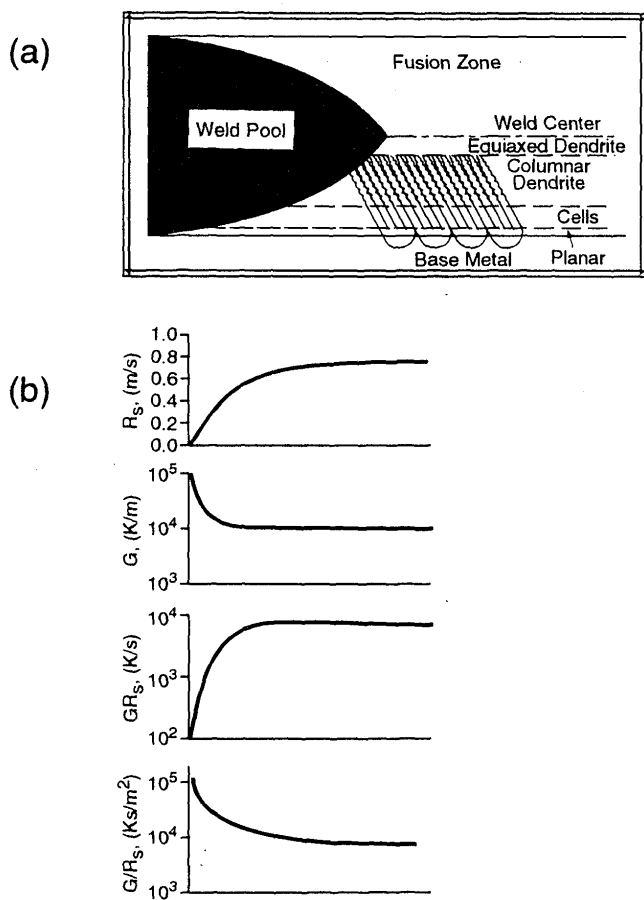 (a)
Fusion Zone
Weld Pool
Weld Center
Equiaxed Dendrite
Columnar
Dendrite
Cells
Base Metal
Planar
(b)
R_S, (m/s)
1.0
0.8
0.6
0.4
0.2
0.0
G, (K/m)
10^5
10^4
10^3
GR_S, (K/s)
10^4
10^3
10^2
G/R_S, (Ks/m^2)
10^5
10^4
10^3